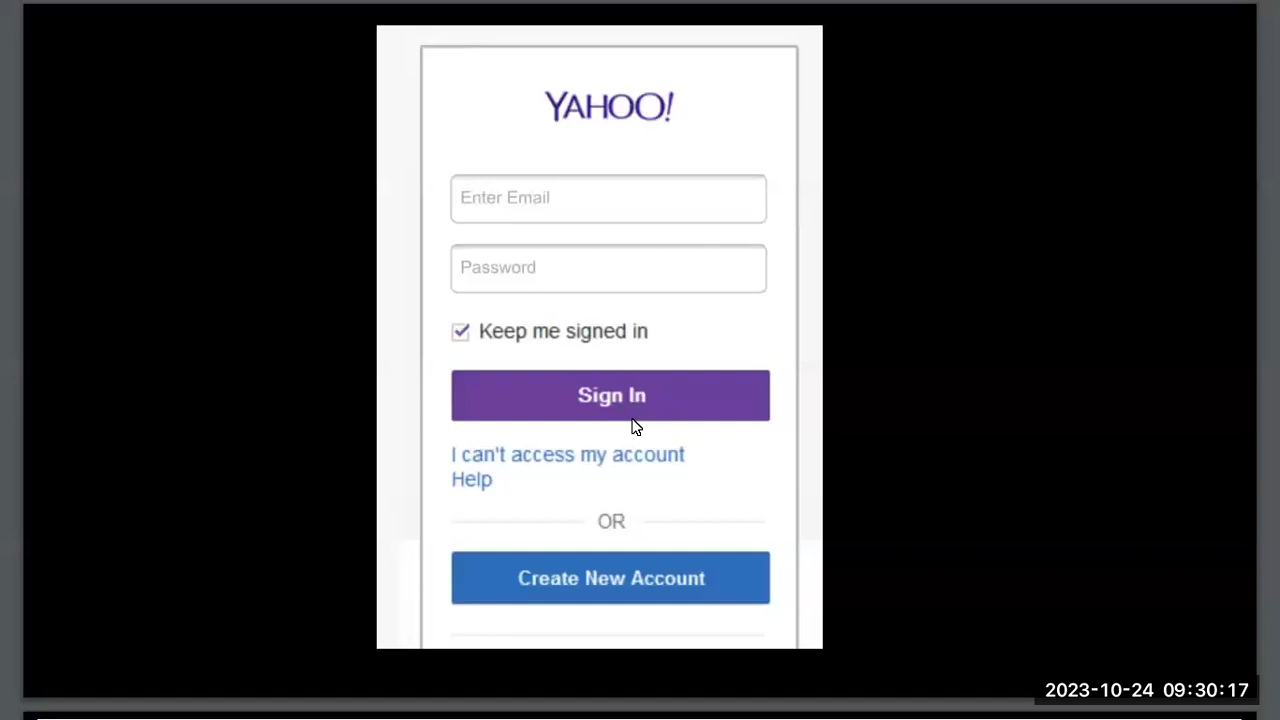 YAHOO!
Enter Email
Password
Keep me signed in
Sign In
I can't access my account
Help
OR
Create New Account
2023-10-24 09:30:17